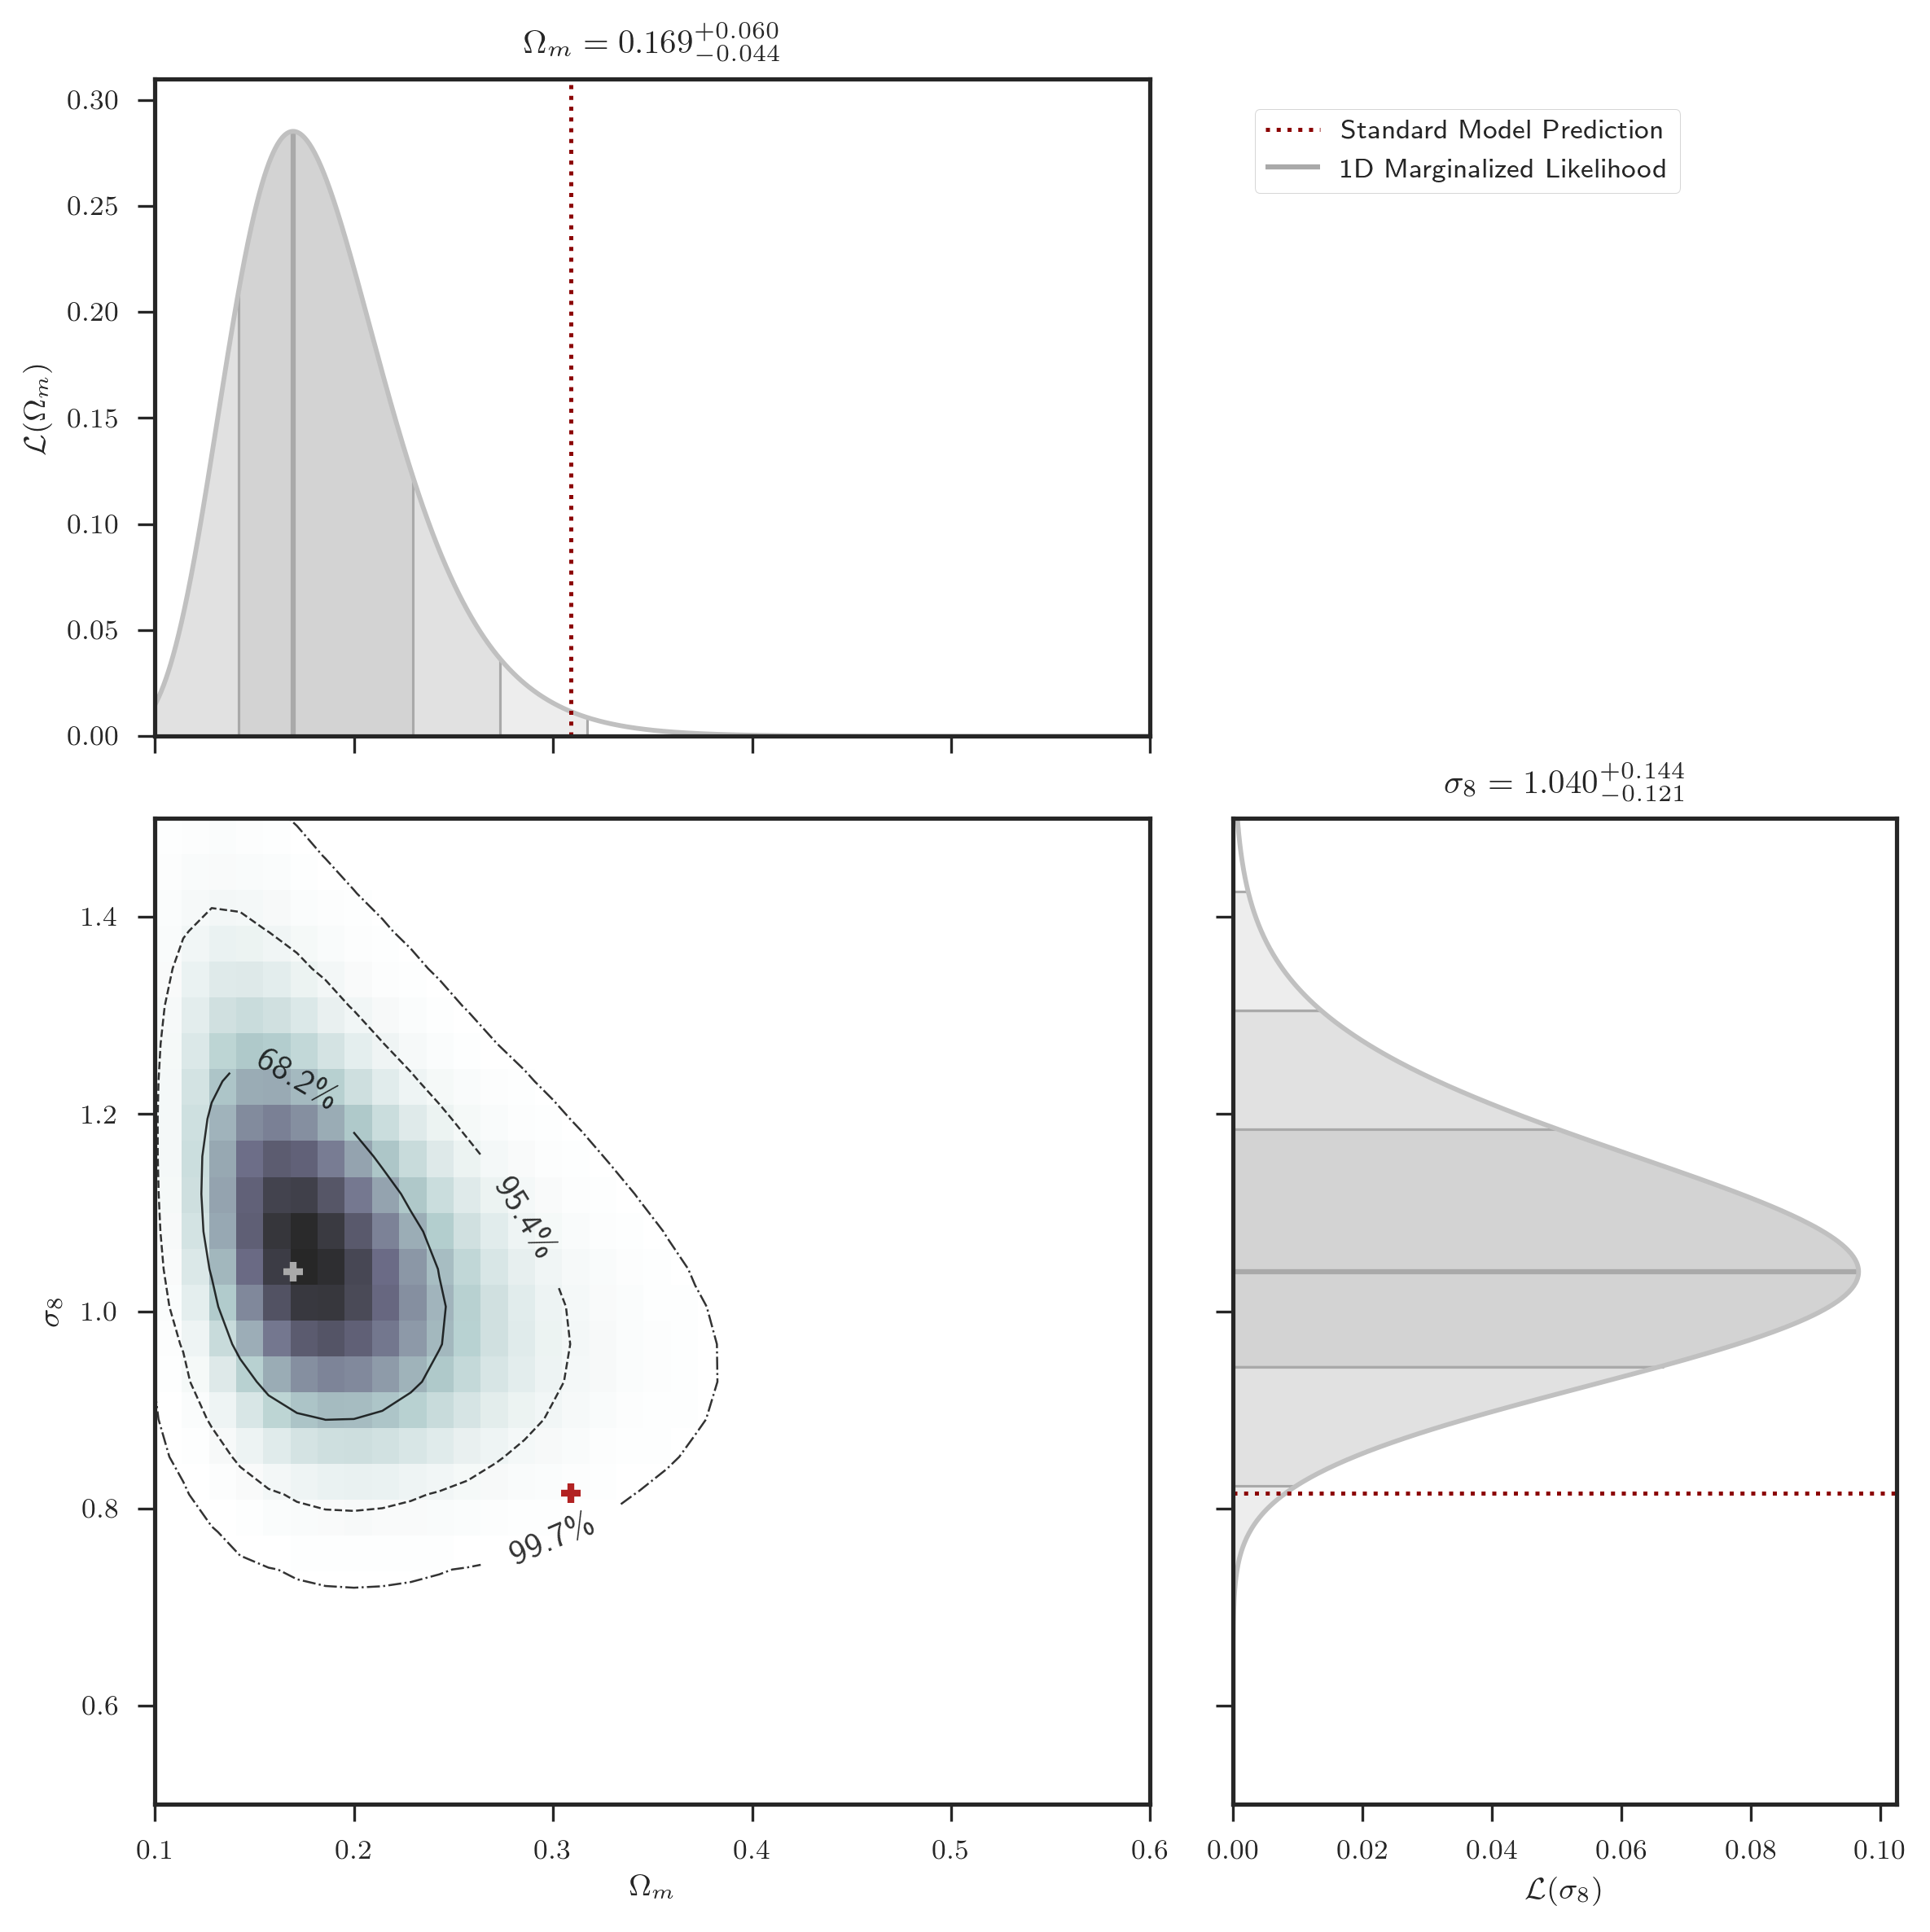 Ωₘ = 0.169⁺⁰·⁰⁶⁰₋₀.₀₄₄
0.30
0.25
0.20
0.15
0.10
0.05
0.00
ℒ(Ωₘ)
Standard Model Prediction
1D Marginalized Likelihood
σ₈ = 1.040⁺⁰·¹⁴⁴₋₀.₁₂₁
1.4
1.2
1.0
0.8
0.6
σ₈
68.2%
95.4%
99.7%
0.1 0.2 0.3 0.4 0.5 0.6
Ωₘ
0.00 0.02 0.04 0.06 0.08 0.10
ℒ(σ₈)